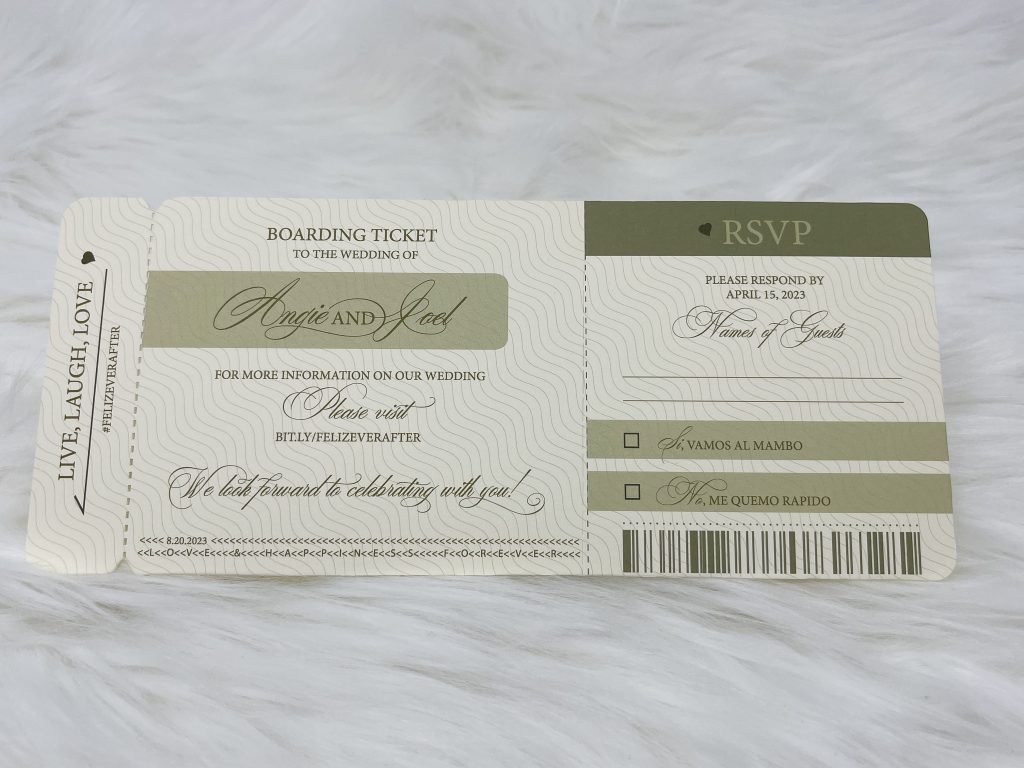 LIVE, LAUGH, LOVE
#FELIZEVERAFTER
BOARDING TICKET
TO THE WEDDING OF
Angie AND Joel
FOR MORE INFORMATION ON OUR WEDDING
Please visit
BIT.LY/FELIZEVERAFTER
We look forward to celebrating with you!
<<<< 8.20.2023 <<<<<<<<<<<<<<<<<<<<<<<<<<<<<<<<<<<<<<<<<<<<
<<L<<O<<V<<E<<<<&<<<<H<<A<<P<<P<<I<<N<<E<<S<<S<<<<F<<O<<R<<E<<V<<E<<R<<<<
RSVP
PLEASE RESPOND BY
APRIL 15, 2023
Names of Guests
Si, VAMOS AL MAMBO
No, ME QUEMO RAPIDO